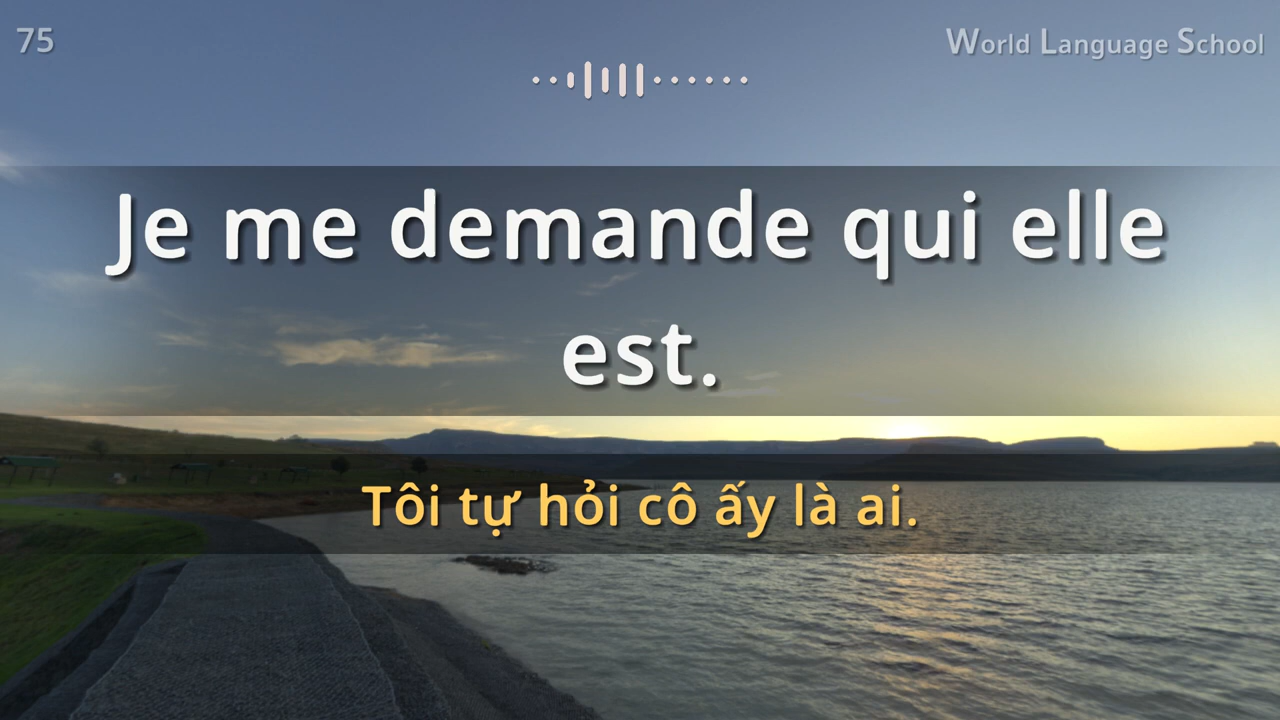 75
World Language School
Je me demande qui elle
est.
Tôi tự hỏi cô ấy là ai.